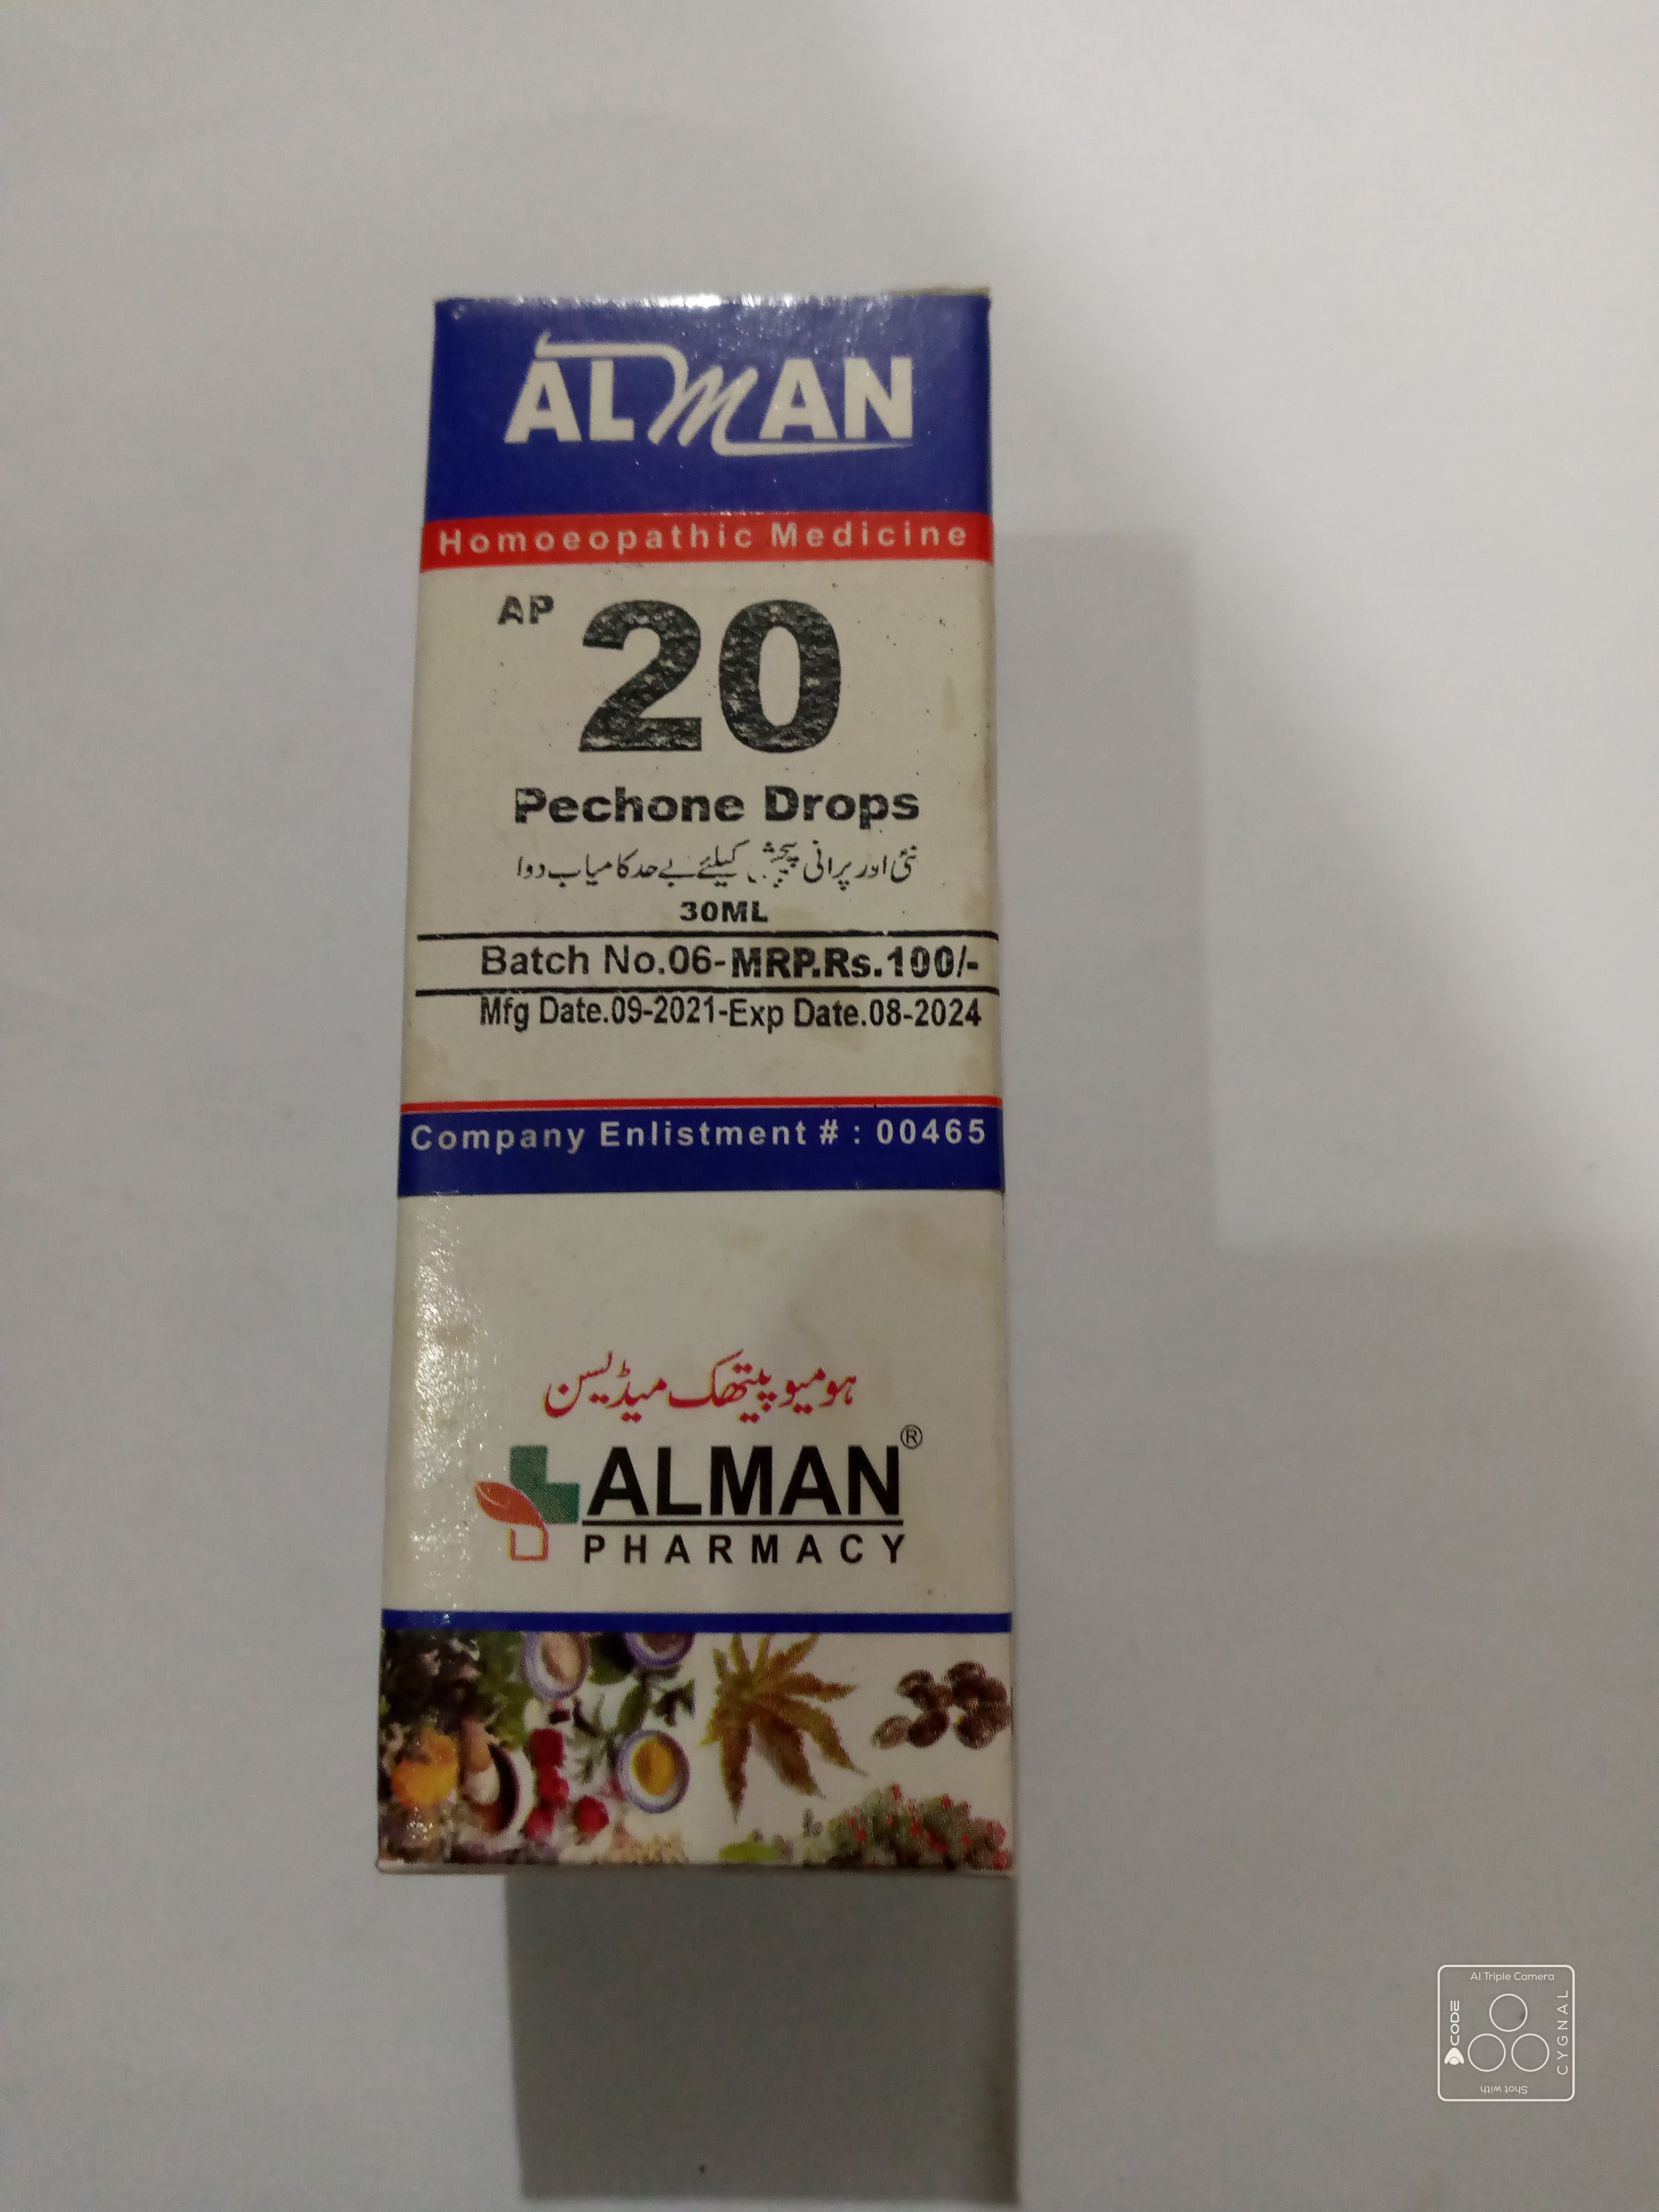 ALMAN
Homoeopathic Medicine
AP 20
Pechone Drops
نئی اور پرانی پیچش کیلئے بے حد کامیاب دوا
30ML
Batch No.06-MRP.Rs.100/-
Mfg Date.09-2021-Exp Date.08-2024
Company Enlistment # : 00465
ہومیوپیتھک میڈیسن
ALMAN®
PHARMACY
AI Triple Camera
CODE
CYGNAL
Shot with